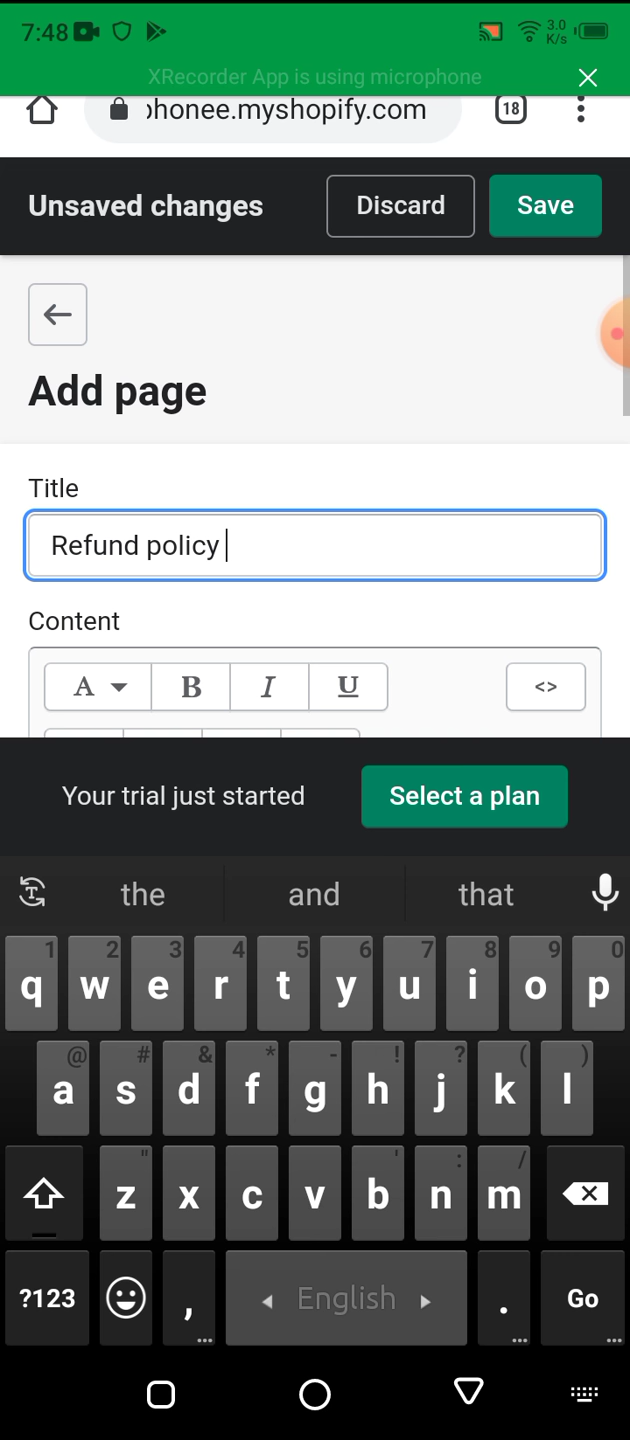 7:48
3.0
K/s
XRecorder App is using microphone
phonee.myshopify.com
18
Unsaved changes
Discard
Save
Add page
Title
Refund policy
Content
A B I U <>
Your trial just started
Select a plan
the and that
1 2 3 4 5 6 7 8 9 0
q w e r t y u i o p
@ # & * - ! ? ( )
a s d f g h j k l
" ' : /
z x c v b n m
?123 , English . Go